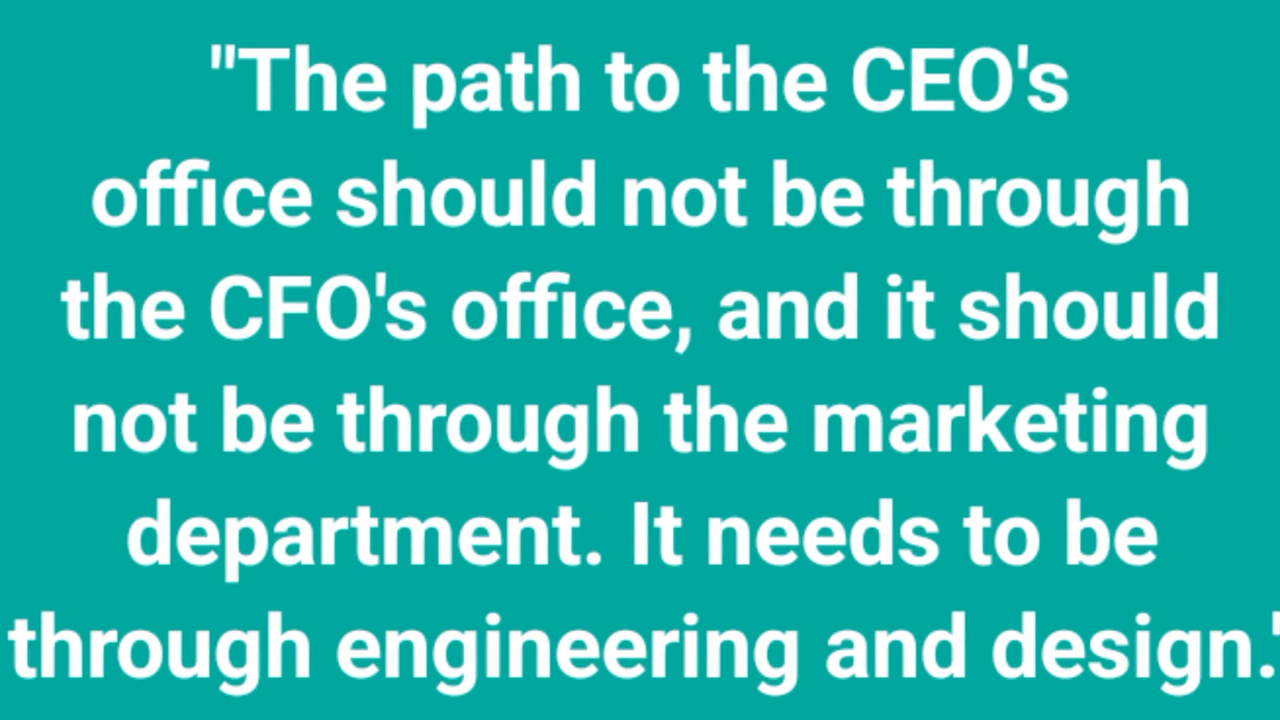 "The path to the CEO's
office should not be through
the CFO's office, and it should
not be through the marketing
department. It needs to be
through engineering and design."